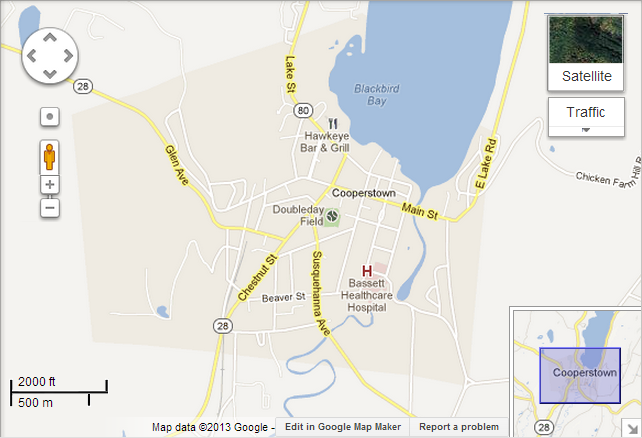 28
Lake St
Blackbird
Bay
Satellite
80
Traffic
Hawkeye
Bar & Grill
Glen Ave
E Lake Rd
Chicken Farm Hill R
Cooperstown
Doubleday
Field
Main St
Chestnut St
Susquehanna Ave
H
Bassett
Healthcare
Hospital
Beaver St
28
2000 ft
500 m
Cooperstown
28
Map data ©2013 Google -
Edit in Google Map Maker
Report a problem